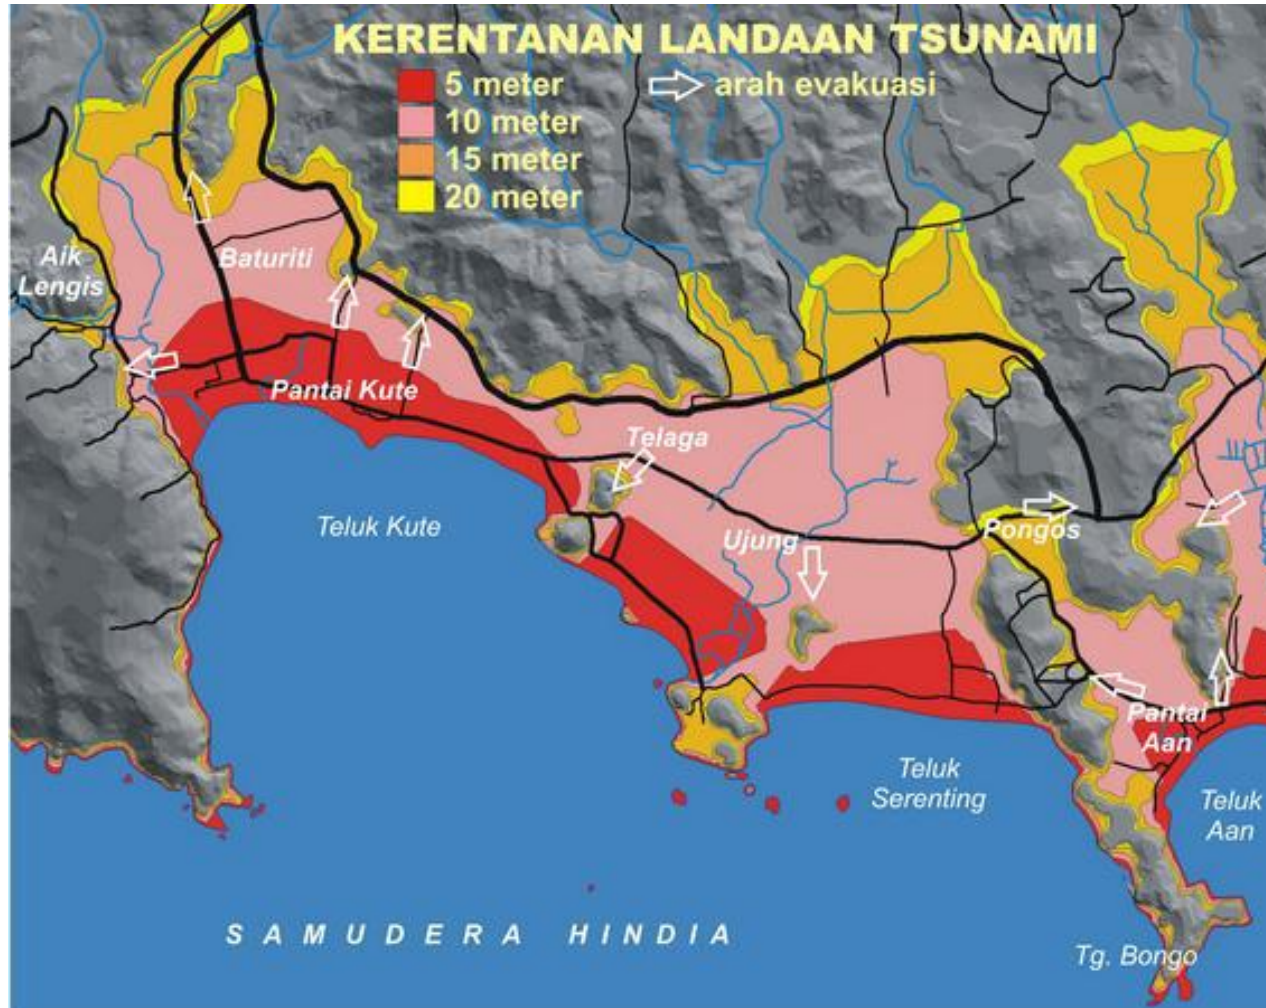 KERENTANAN LANDAAN TSUNAMI
5 meter
arah evakuasi
10 meter
15 meter
20 meter
Aik
Lengis
Baturiti
Pantai Kute
Telaga
Teluk Kute
Ujung
Pongos
Pantai
Aan
Teluk
Serenting
Teluk
Aan
SAMUDERA HINDIA
Tg. Bongo